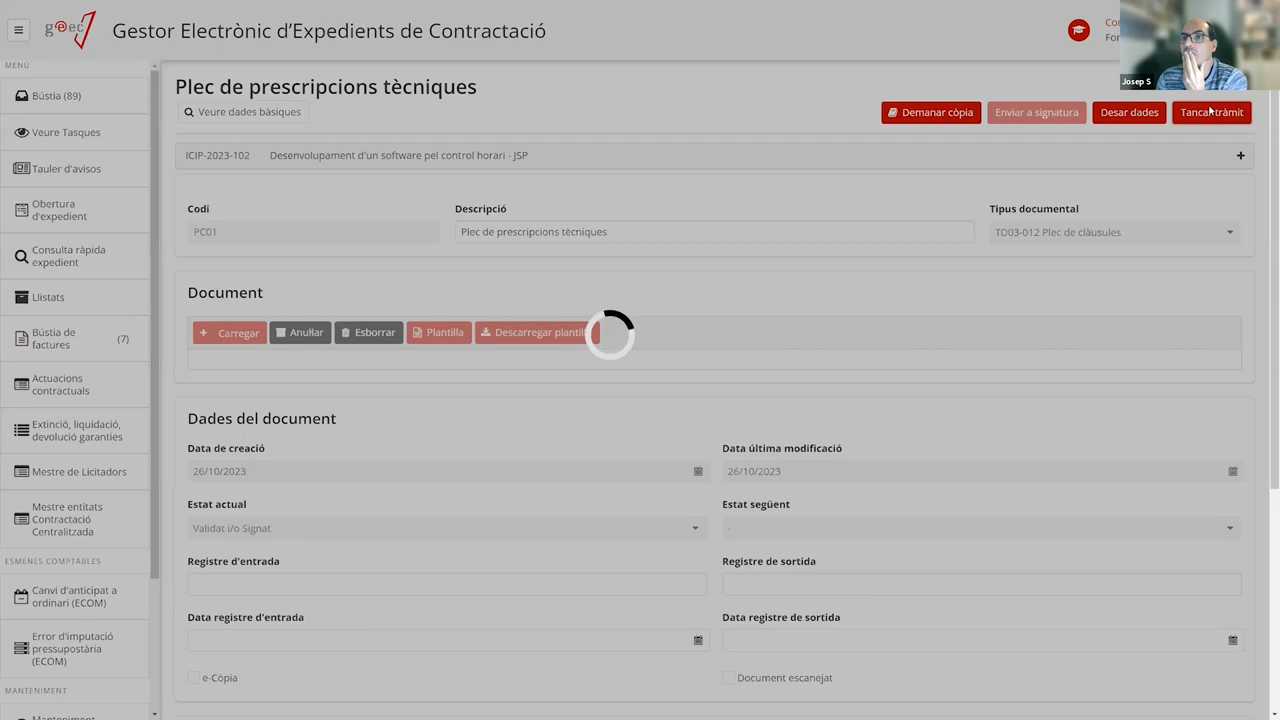 geec
Gestor Electrònic d'Expedients de Contractació
Josep S
MENÚ
Bústia (89)
Veure Tasques
Tauler d'avisos
Obertura
d'expedient
Consulta ràpida
expedient
Llistats
Bústia de
factures
(7)
Actuacions
contractuals
Extinció, liquidació,
devolució garanties
Mestre de Licitadors
Mestre entitats
Contractació
Centralitzada
ESMENES COMPTABLES
Canvi d'anticipat a
ordinari (ECOM)
Error d'imputació
pressupostària
(ECOM)
MANTENIMENT
Manteniment
Plec de prescripcions tècniques
Veure dades bàsiques
Demanar còpia
Enviar a signatura
Desar dades
Tancar tràmit
ICIP-2023-102 Desenvolupament d'un software pel control horari - JSP
Codi
PC01
Descripció
Plec de prescripcions tècniques
Tipus documental
TD03-012 Plec de clàusules
Document
Carregar
Anul·lar
Esborrar
Plantilla
Descarregar plantill
Dades del document
Data de creació
26/10/2023
Data última modificació
26/10/2023
Estat actual
Validat i/o Signat
Estat següent
-
Registre d'entrada
Registre de sortida
Data registre d'entrada
Data registre de sortida
e-Còpia
Document escanejat